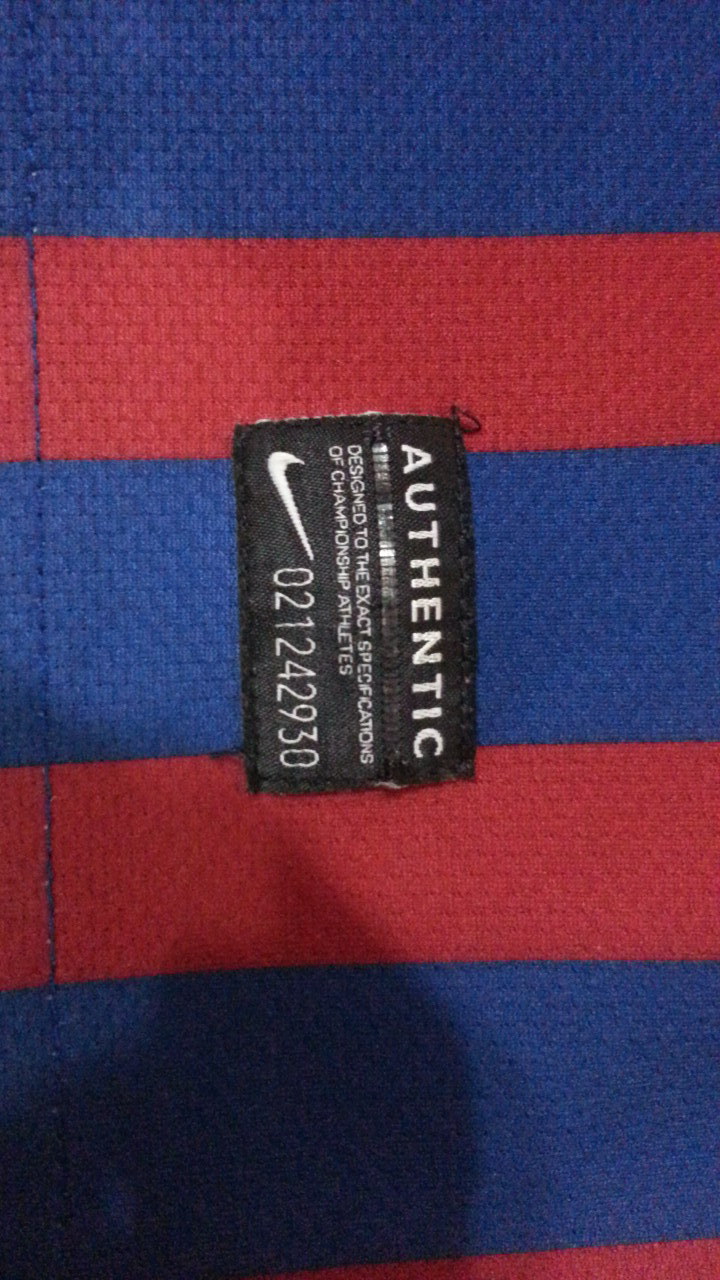 AUTHENTIC
DESIGNED TO THE EXACT SPECIFICATIONS
OF CHAMPIONSHIP ATHLETES
021242930